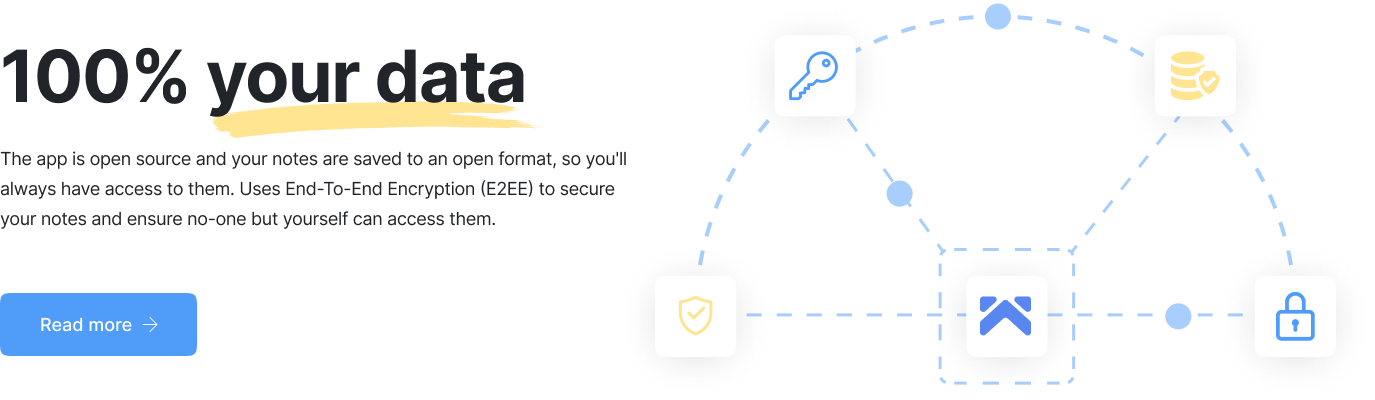 100% your data
The app is open source and your notes are saved to an open format, so you'll
always have access to them. Uses End-To-End Encryption (E2EE) to secure
your notes and ensure no-one but yourself can access them.
Read more →